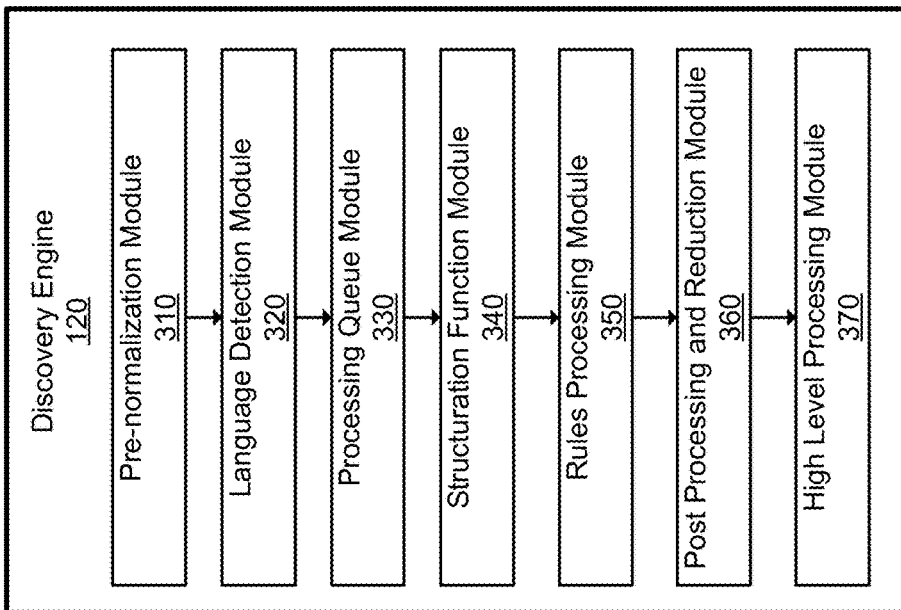 Discovery Engine
120
Pre-normalization Module
310
Language Detection Module
320
Processing Queue Module
330
Structuration Function Module
340
Rules Processing Module
350
Post Processing and Reduction Module
360
High Level Processing Module
370